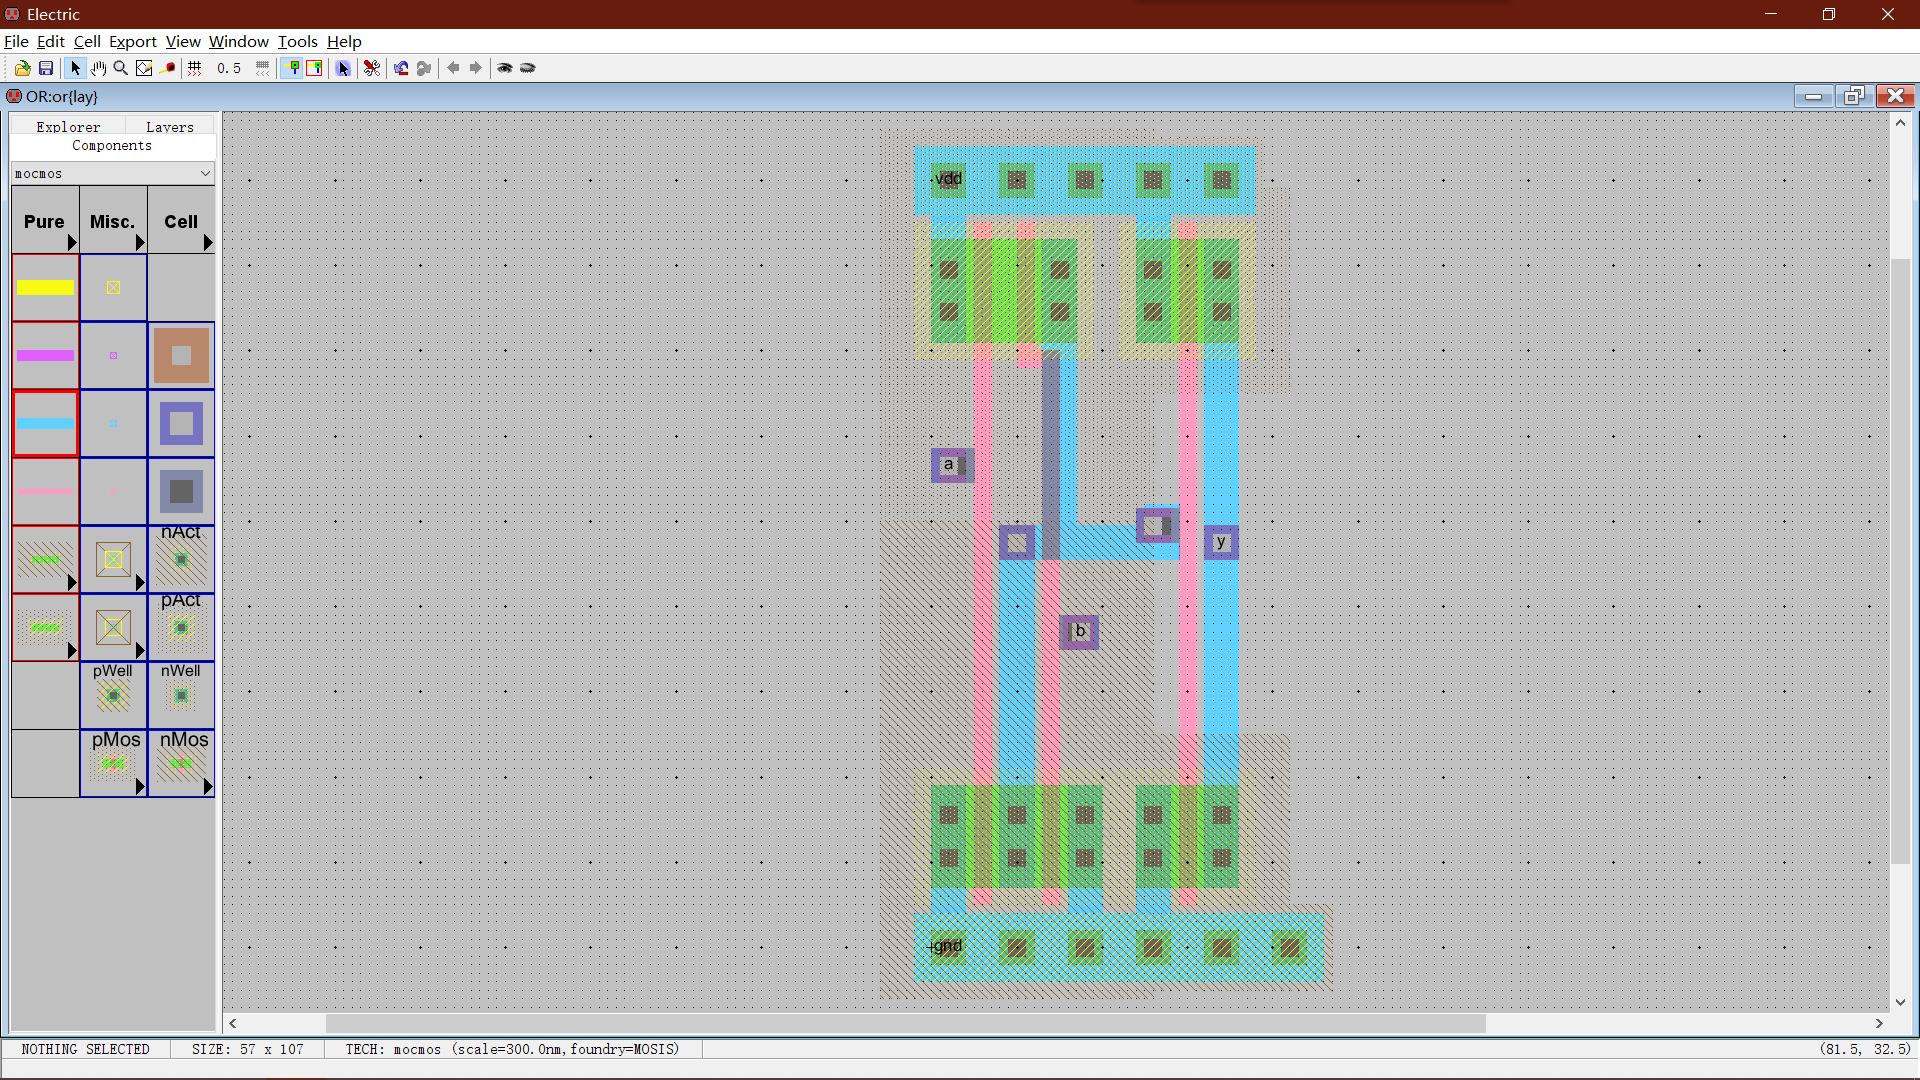 Electric
File Edit Cell Export View Window Tools Help
0.5
OR:or{lay}
Explorer Layers
Components
mocmos
Pure Misc. Cell
nAct
pAct
pWell nWell
pMos nMos
vdd
a
y
b
gnd
NOTHING SELECTED SIZE: 57 x 107 TECH: mocmos (scale=300.0nm,foundry=MOSIS) (81.5, 32.5)